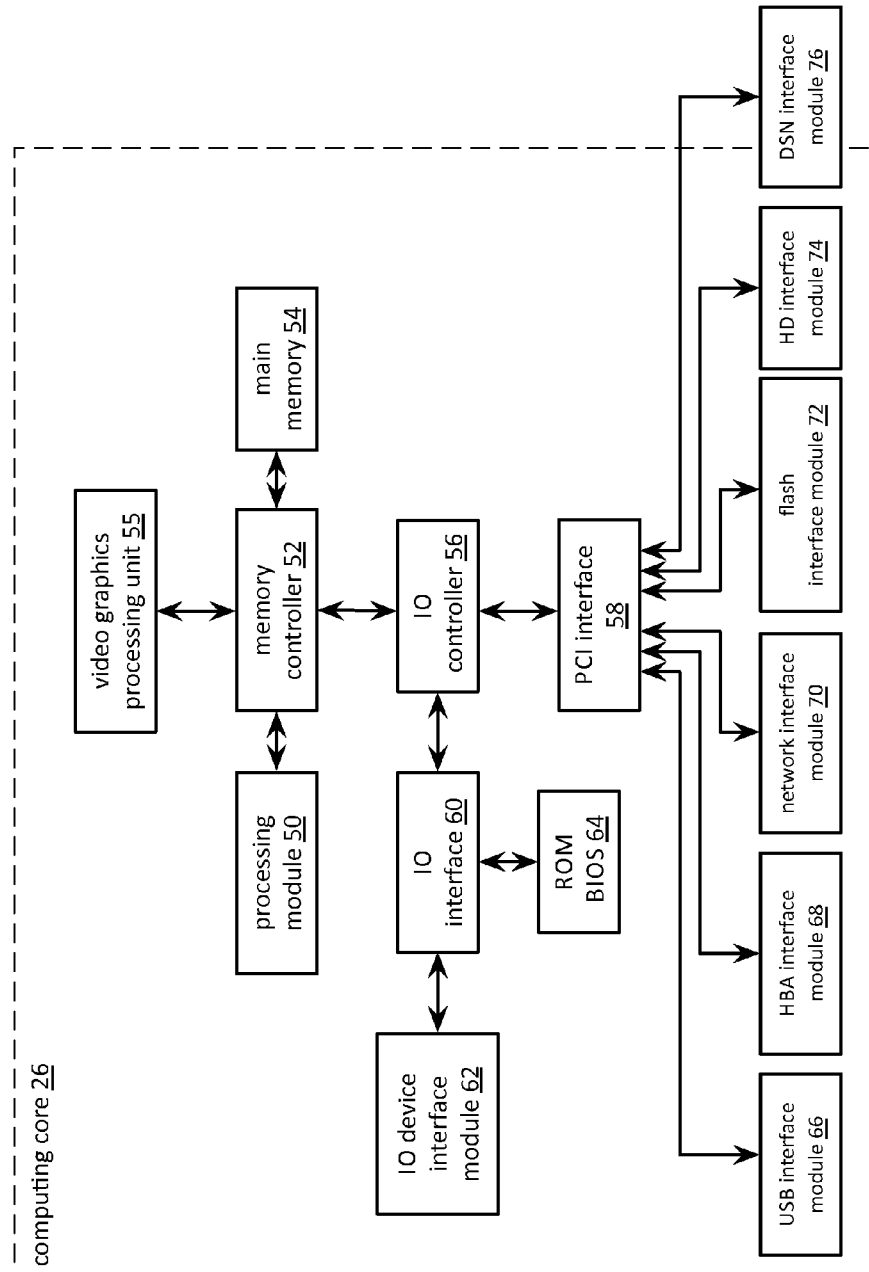 computing core 26
video graphics
processing unit 55
processing
module 50
memory
controller 52
main
memory 54
IO device
interface
module 62
IO
interface 60
IO
controller 56
ROM
BIOS 64
PCI interface
58
USB interface
module 66
HBA interface
module 68
network interface
module 70
flash
interface module 72
HD interface
module 74
DSN interface
module 76